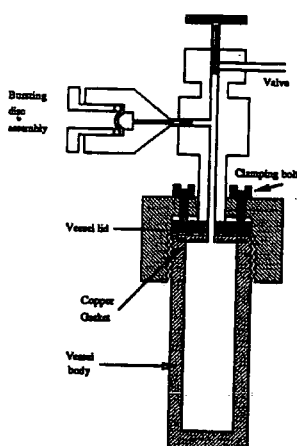 Bursting
disc
assembly
Valve
Clamping bolt
Vessel lid
Copper
Gasket
Vessel
body